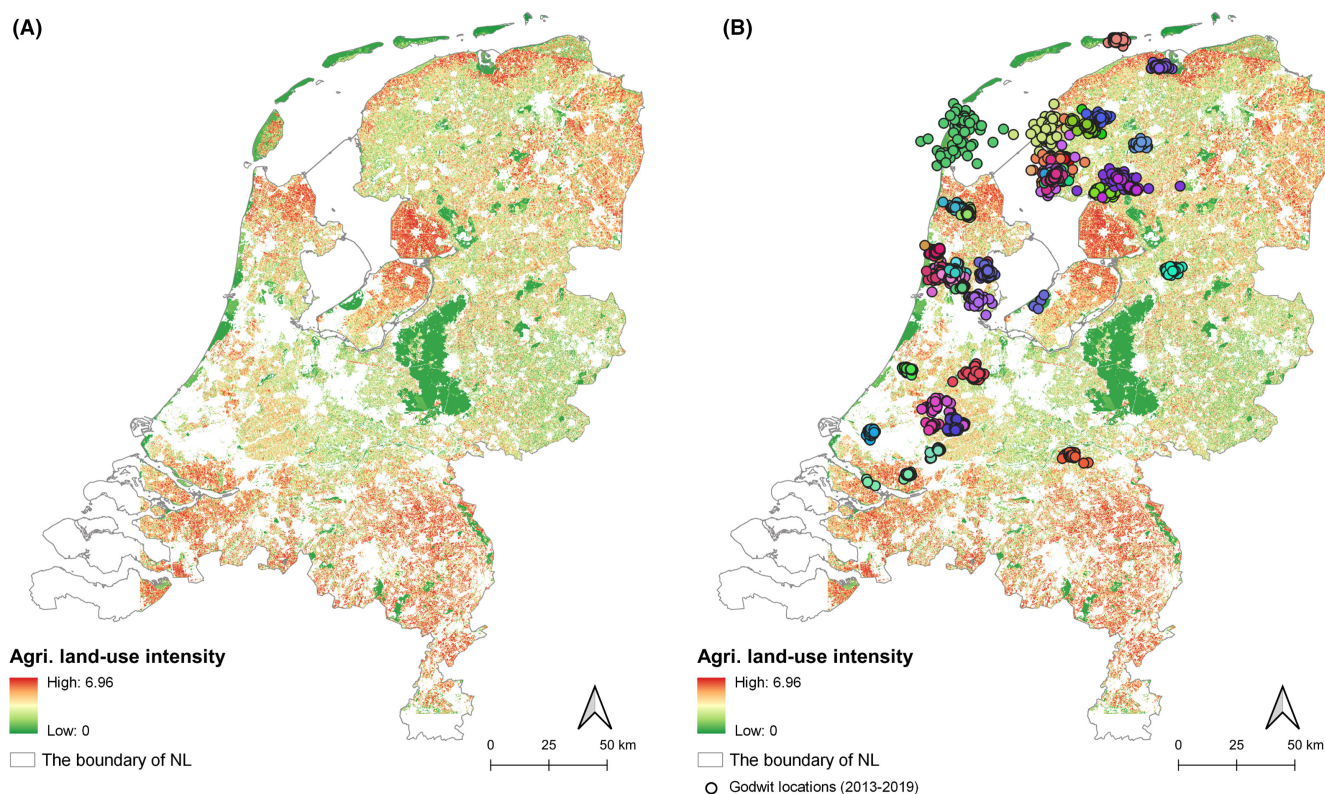 (A)
Agri. land-use intensity
High: 6.96
Low: 0
The boundary of NL
0 25 50 km
(B)
Agri. land-use intensity
High: 6.96
Low: 0
The boundary of NL
0 25 50 km
Godwit locations (2013-2019)